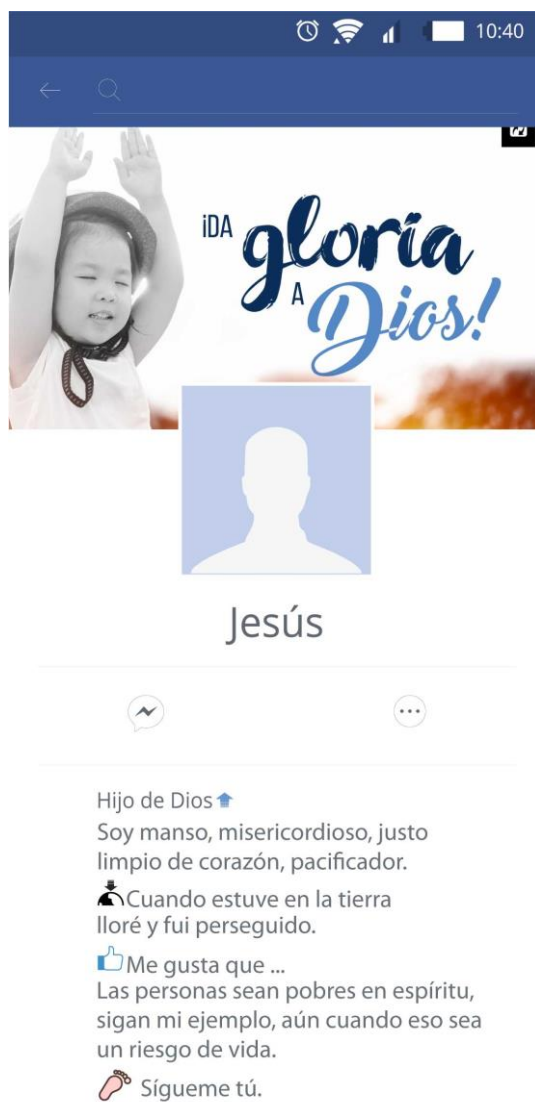 10:40
¡DA
gloria
A
Dios!
Jesús
Hijo de Dios
Soy manso, misericordioso, justo
limpio de corazón, pacificador.
Cuando estuve en la tierra
lloré y fui perseguido.
Me gusta que ...
Las personas sean pobres en espíritu,
sigan mi ejemplo, aún cuando eso sea
un riesgo de vida.
Sígueme tú.